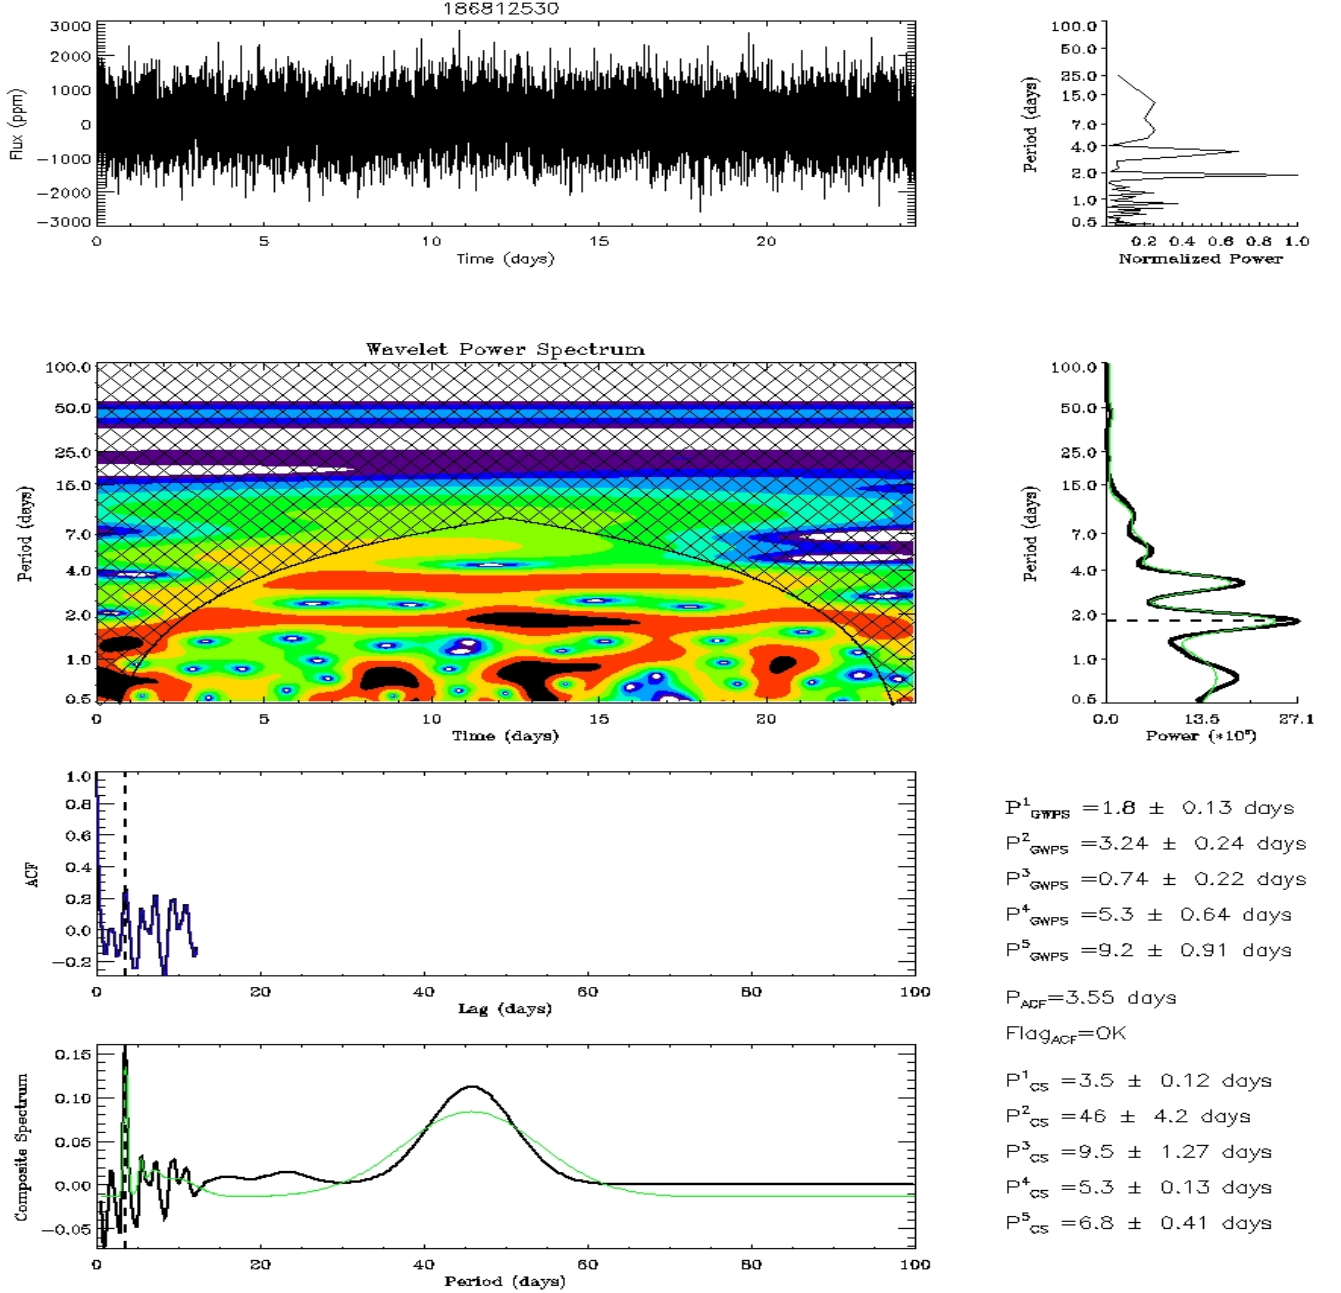 186812530
3000
2000
1000
0
−1000
−2000
−3000
Flux (ppm)
0 5 10 15 20
Time (days)
100.0
50.0
25.0
15.0
7.0
4.0
2.0
1.0
0.5
Period (days)
0.2 0.4 0.6 0.8 1.0
Normalized Power
Wavelet Power Spectrum
100.0
50.0
25.0
15.0
7.0
4.0
2.0
1.0
0.5
Period (days)
0 5 10 15 20
Time (days)
100.0
50.0
25.0
15.0
7.0
4.0
2.0
1.0
0.5
Period (days)
0.0 13.5 27.1
1.0
0.8
0.6
0.4
0.2
0.0
−0.2
ACF
0 20 40 60 80 100
Lag (days)
0.15
0.10
0.05
0.00
−0.05
Composite Spectrum
0 20 40 60 80 100
Period (days)
P¹GWPS =1.8 ± 0.13 days
P²GWPS =3.24 ± 0.24 days
P³GWPS =0.74 ± 0.22 days
P⁴GWPS =5.3 ± 0.64 days
P⁵GWPS =9.2 ± 0.91 days
PACF=3.55 days
FlagACF=OK
P¹CS =3.5 ± 0.12 days
P²CS =46 ± 4.2 days
P³CS =9.5 ± 1.27 days
P⁴CS =5.3 ± 0.13 days
P⁵CS =6.8 ± 0.41 days